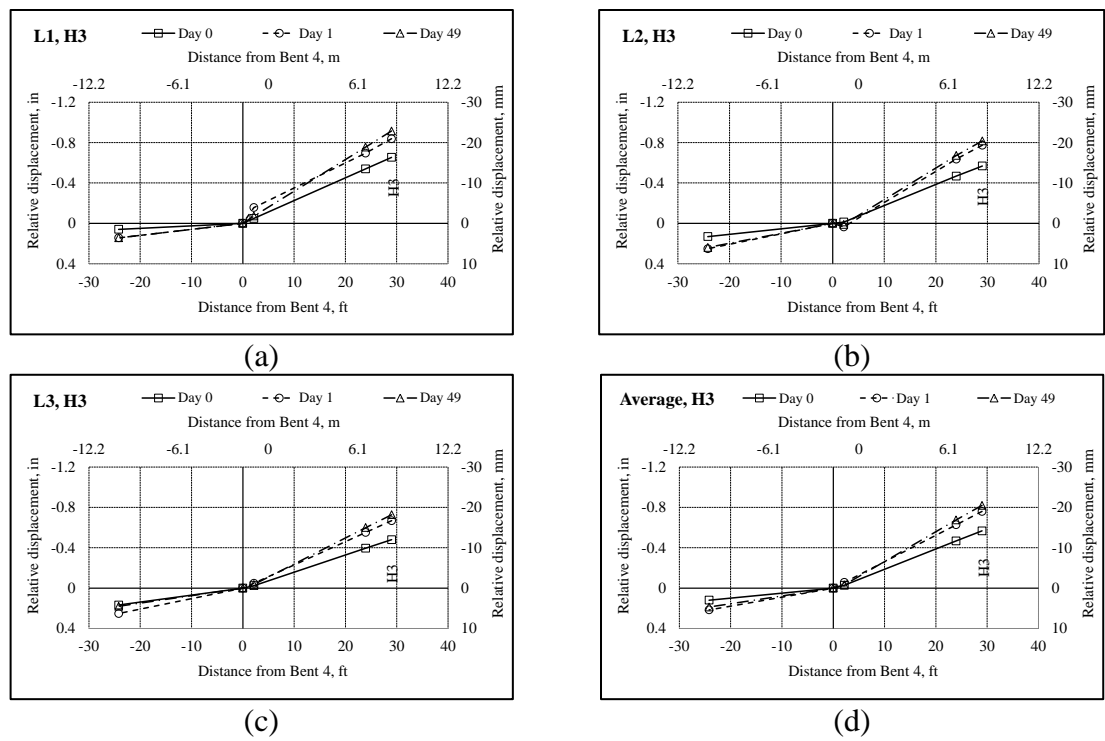 L1, H3
Day 0 Day 1 Day 49
Distance from Bent 4, m
-12.2 -6.1 0 6.1 12.2
Relative displacement, in
-1.2
-0.8
-0.4
0
0.4
-30
-20
-10
0
10
Relative displacement, mm
H3
-30 -20 -10 0 10 20 30 40
Distance from Bent 4, ft
(a)
L2, H3
Day 0 Day 1 Day 49
Distance from Bent 4, m
-12.2 -6.1 0 6.1 12.2
Relative displacement, in
-1.2
-0.8
-0.4
0
0.4
-30
-20
-10
0
10
Relative displacement, mm
H3
-30 -20 -10 0 10 20 30 40
Distance from Bent 4, ft
(b)
L3, H3
Day 0 Day 1 Day 49
Distance from Bent 4, m
-12.2 -6.1 0 6.1 12.2
Relative displacement, in
-1.2
-0.8
-0.4
0
0.4
-30
-20
-10
0
10
Relative displacement, mm
H3
-30 -20 -10 0 10 20 30 40
Distance from Bent 4, ft
(c)
Average, H3
Day 0 Day 1 Day 49
Distance from Bent 4, m
-12.2 -6.1 0 6.1 12.2
Relative displacement, in
-1.2
-0.8
-0.4
0
0.4
-30
-20
-10
0
10
Relative displacement, mm
H3
-30 -20 -10 0 10 20 30 40
Distance from Bent 4, ft
(d)